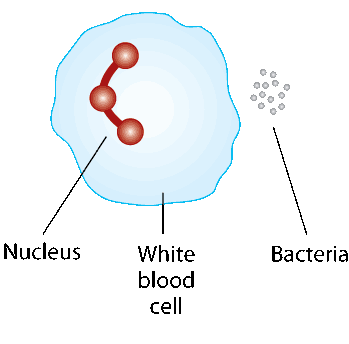 Nucleus
White
blood
cell
Bacteria